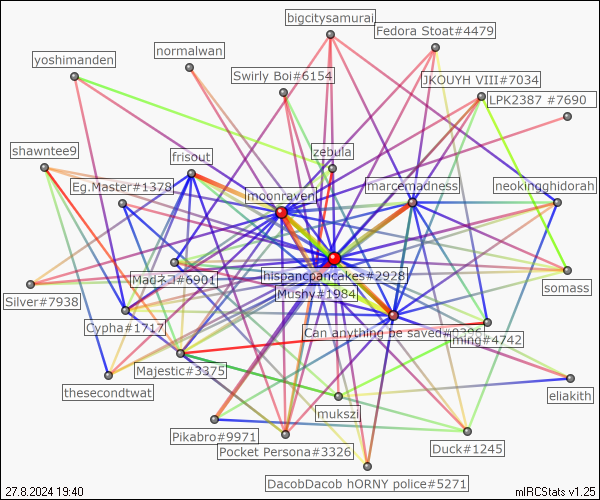 bigcitysamurai
Fedora Stoat#4479
normalwan
yoshimanden
Swirly Boi#6154
JKOUYH VIII#7034
LPK2387 #7690
shawntee9
frisout
zebula
Eg.Master#1378
moonraven
marcemadness
neokingghidorah
Madネコ#6901
hispancpancakes#2928
somass
Mushy#1984
Silver#7938
Cypha#1717
Can anything be saved#0396
ming#4742
Majestic#3375
thesecondtwat
mukszi
eliakith
Pikabro#9971
Pocket Persona#3326
Duck#1245
DacobDacob hORNY police#5271
27.8.2024 19:40
mIRCStats v1.25